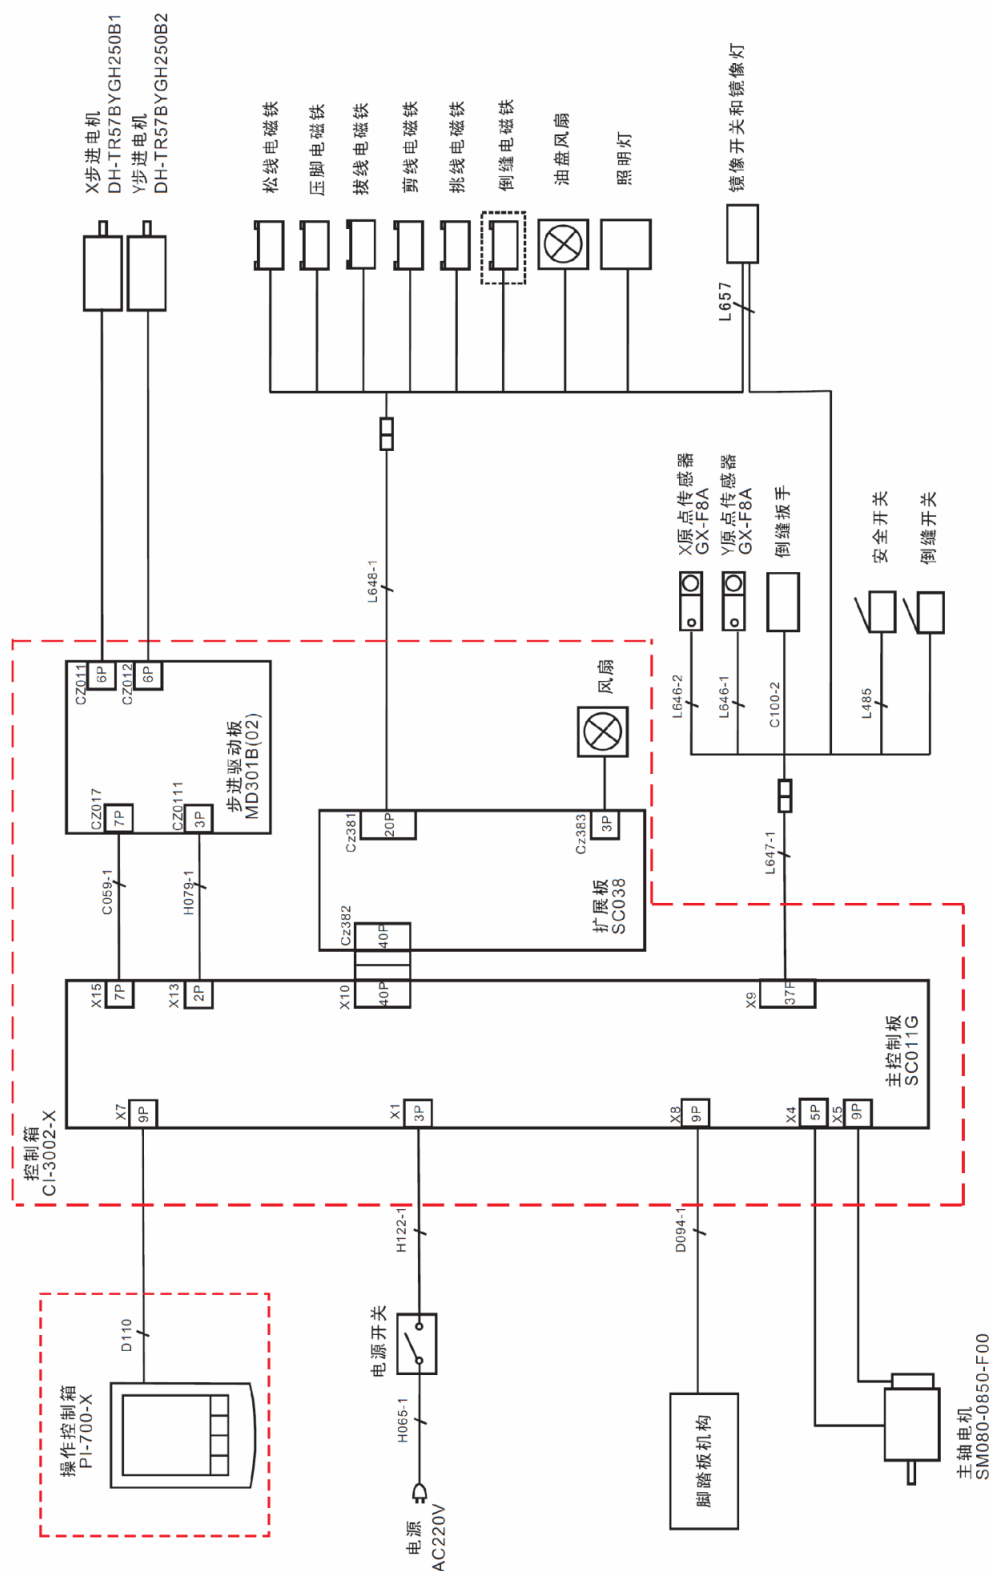 X步进电机
DH-TR57BYGH250B1
Y步进电机
DH-TR57BYGH250B2
松线电磁铁
压脚电磁铁
拨线电磁铁
剪线电磁铁
挑线电磁铁
倒缝电磁铁
油盘风扇
照明灯
镜像开关和镜像灯
L657
L648-1
X原点传感器
GX-F8A
Y原点传感器
GX-F8A
倒缝扳手
安全开关
倒缝开关
L646-2
L646-1
C100-2
L485
L647-1
CZ011
6P
CZ012
6P
步进驱动板
MD301B(02)
CZ017
7P
CZ0111
3P
风扇
Cz381
20P
Cz383
3P
扩展板
SC038
Cz382
40P
C059-1
H079-1
X15
7P
X13
2P
X10
40P
X9
37P
主控制板
SC011G
X7
9P
X1
3P
X8
9P
X4
5P
X5
9P
控制箱
CI-3002-X
D110
H122-1
D094-1
操作控制箱
PI-700-X
电源开关
H065-1
电源
AC220V
脚踏板机构
主轴电机
SM080-0850-F00